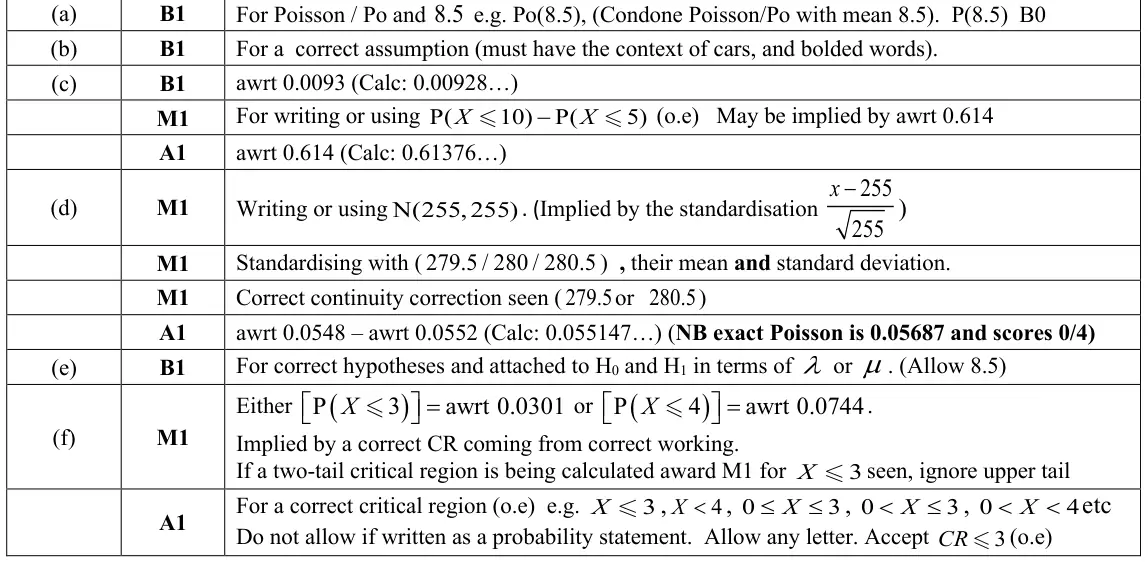 (a) B1 For Poisson / Po and 8.5 e.g. Po(8.5), (Condone Poisson/Po with mean 8.5). P(8.5) B0
(b) B1 For a correct assumption (must have the context of cars, and bolded words).
(c) B1 awrt 0.0093 (Calc: 0.00928…)
M1 For writing or using P(X ⩽ 10) – P(X ⩽ 5) (o.e) May be implied by awrt 0.614
A1 awrt 0.614 (Calc: 0.61376…)
(d) M1 Writing or using N(255, 255). (Implied by the standardisation (x – 255)/√255)
M1 Standardising with (279.5 / 280 / 280.5) , their mean and standard deviation.
M1 Correct continuity correction seen (279.5 or 280.5)
A1 awrt 0.0548 – awrt 0.0552 (Calc: 0.055147…) (NB exact Poisson is 0.05687 and scores 0/4)
(e) B1 For correct hypotheses and attached to H₀ and H₁ in terms of λ or μ. (Allow 8.5)
(f) M1 Either [P(X ⩽ 3)] = awrt 0.0301 or [P(X ⩽ 4)] = awrt 0.0744.
Implied by a correct CR coming from correct working.
If a two-tail critical region is being calculated award M1 for X ⩽ 3 seen, ignore upper tail
A1 For a correct critical region (o.e) e.g. X ⩽ 3, X < 4, 0 ≤ X ≤ 3, 0 < X ≤ 3, 0 < X < 4 etc
Do not allow if written as a probability statement. Allow any letter. Accept CR ⩽ 3 (o.e)